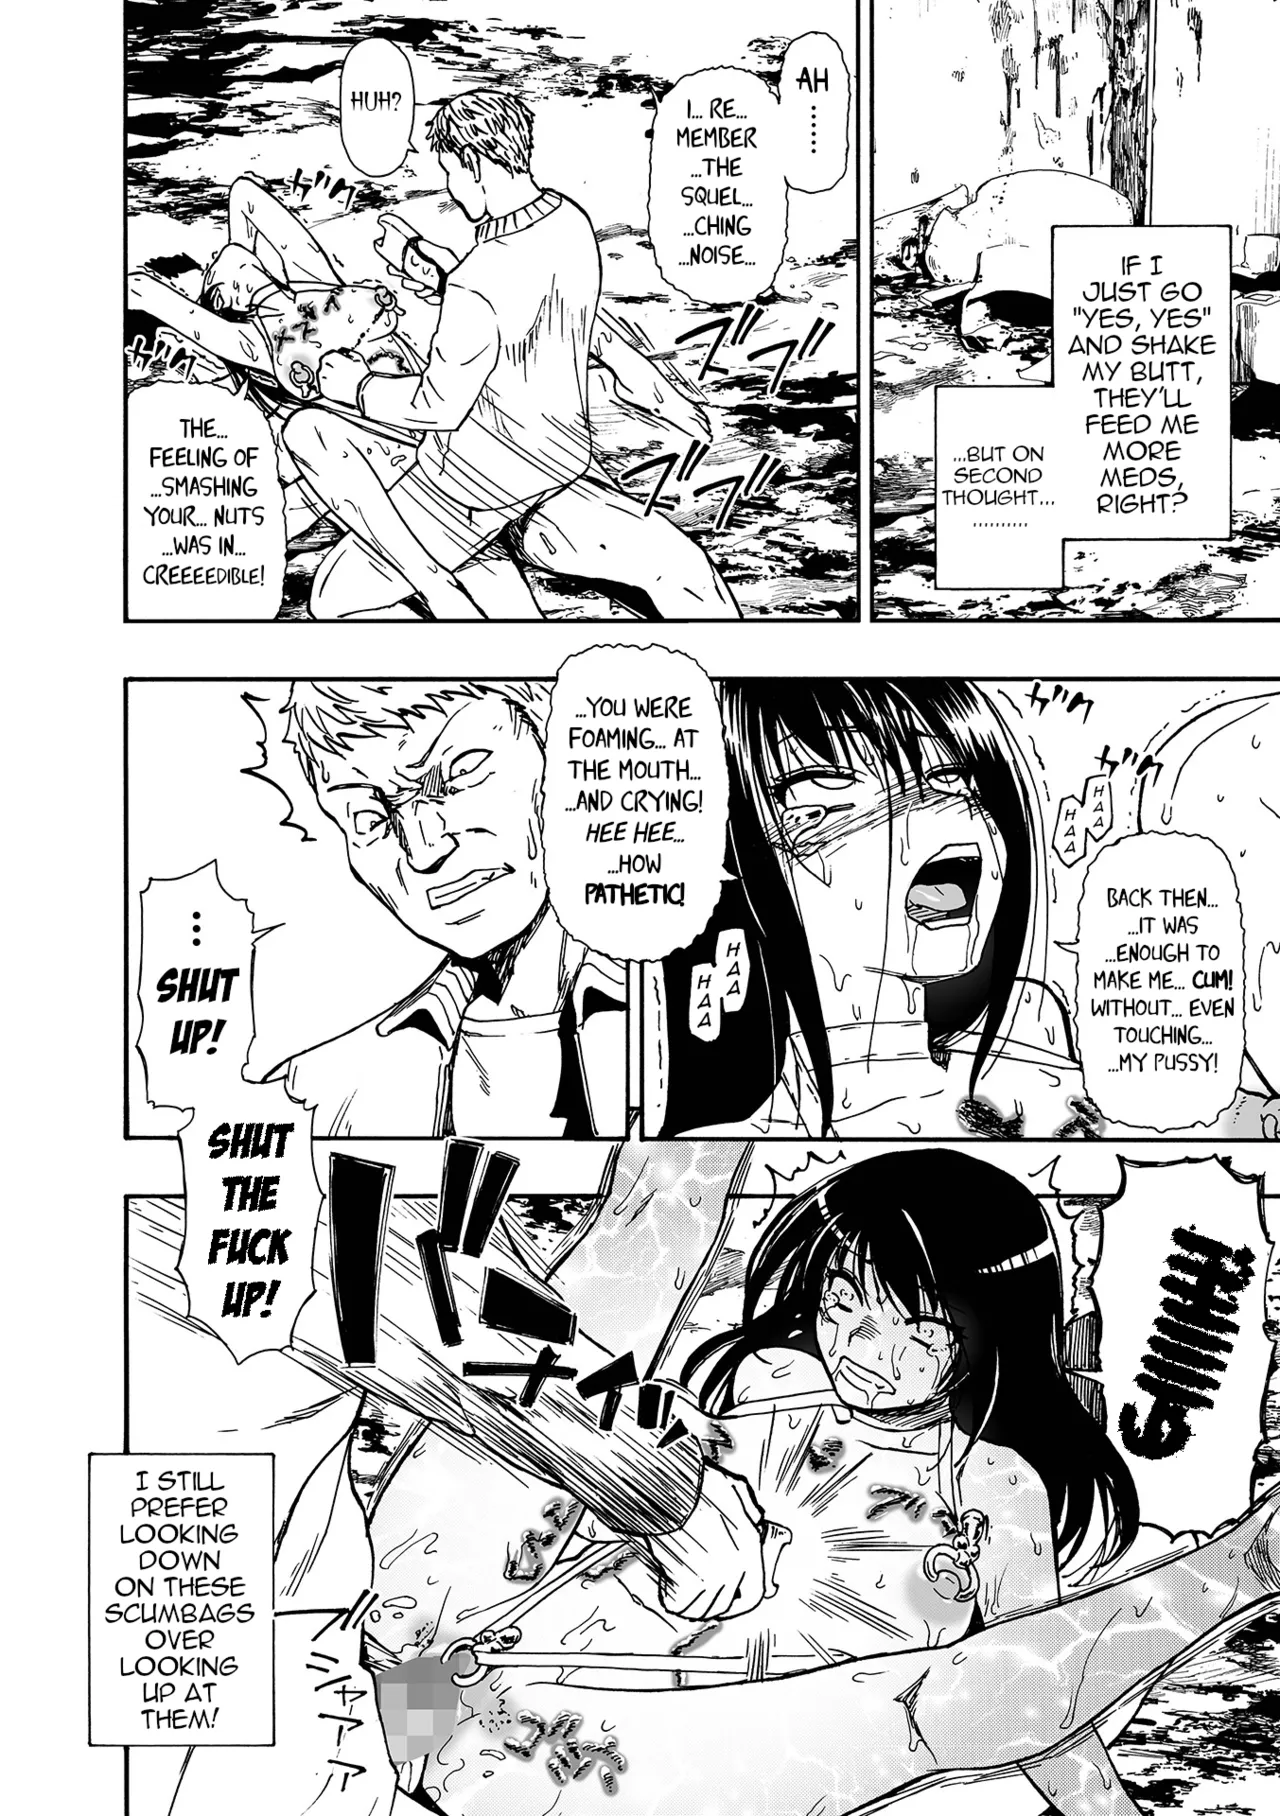 IF I
JUST GO
"YES, YES"
AND SHAKE
MY BUTT,
THEY'LL
FEED ME
MORE
MEDS,
RIGHT?
...BUT ON
SECOND
THOUGHT...
..........
AH
......
I... RE...
MEMBER
...THE
SQUEL...
...CHING
NOISE...
HUH?
THE...
FEELING OF
...SMASHING
YOUR... NUTS
...WAS IN...
CREEEEDIBLE!
HAA
HAA
BACK THEN...
...IT WAS
...ENOUGH TO
MAKE ME... CUM!
WITHOUT... EVEN
TOUCHING...
...MY PUSSY!
...YOU WERE
FOAMING... AT
THE MOUTH...
...AND CRYING!
HEE HEE...
...HOW
PATHETIC!
HAA
HAA
...
SHUT
UP!
SHUT
THE
FUCK
UP!
I STILL
PREFER
LOOKING
DOWN
ON THESE
SCUMBAGS
OVER
LOOKING
UP AT
THEM!